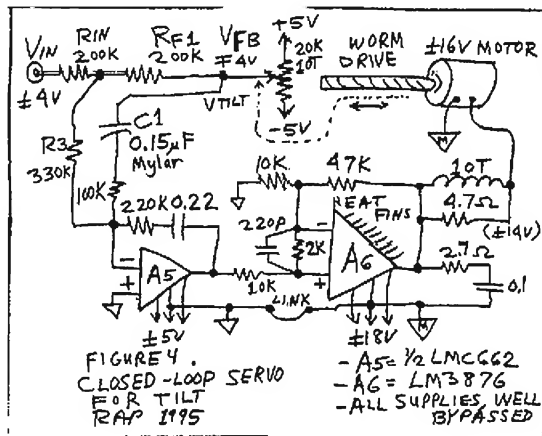 VIN
±4V
RIN
200K
RF1
200K
VFB
∓4V
+5V
20K
10T
-5V
VTILT
WORM
DRIVE
±16V MOTOR
M
R3
330K
C1
0.15µF
Mylar
100K
220K 0.22
10K
47K
10T
4.7Ω
(±14V)
HEAT
FINS
220p
2K
2.7Ω
0.1
-
+
A5
10K
-
+
A6
LINK
M
±5V
±18V
FIGURE 4.
CLOSED-LOOP SERVO
FOR TILT
RAP 1995
-A5= ½ LMC662
-A6= LM3876
-ALL SUPPLIES, WELL
BYPASSED